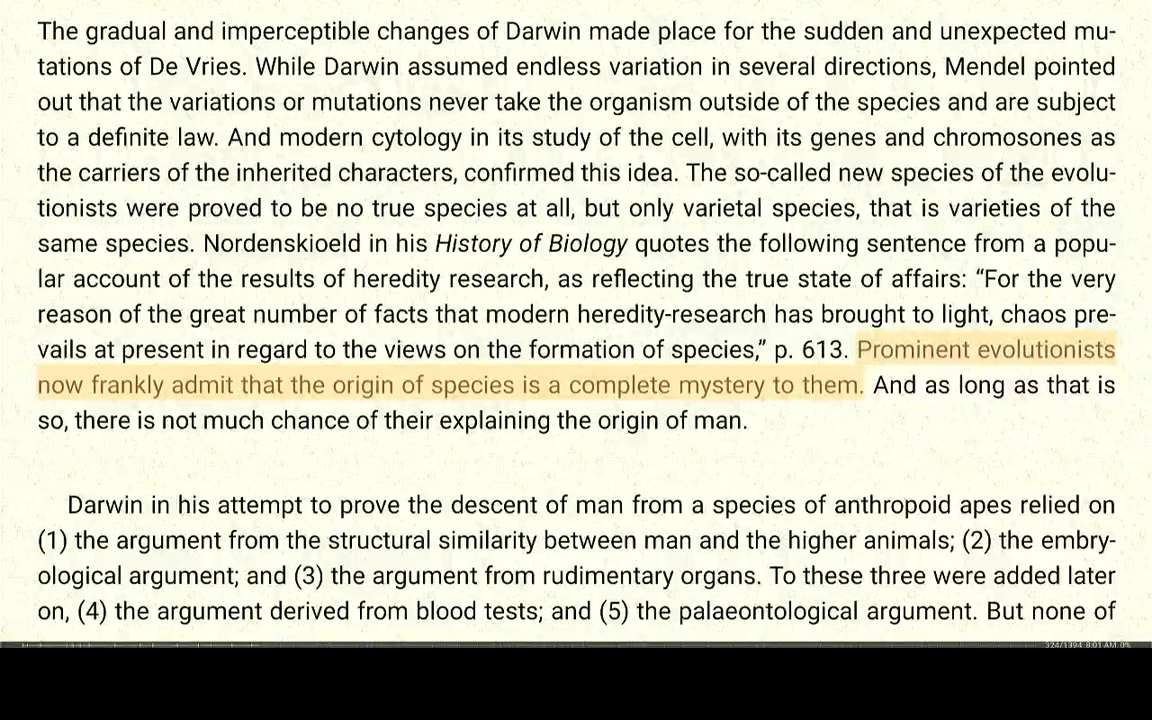 The gradual and imperceptible changes of Darwin made place for the sudden and unexpected mu-
tations of De Vries. While Darwin assumed endless variation in several directions, Mendel pointed
out that the variations or mutations never take the organism outside of the species and are subject
to a definite law. And modern cytology in its study of the cell, with its genes and chromosomes as
the carriers of the inherited characters, confirmed this idea. The so-called new species of the evolu-
tionists were proved to be no true species at all, but only varietal species, that is varieties of the
same species. Nordenskioeld in his History of Biology quotes the following sentence from a popu-
lar account of the results of heredity research, as reflecting the true state of affairs: “For the very
reason of the great number of facts that modern heredity-research has brought to light, chaos pre-
vails at present in regard to the views on the formation of species,” p. 613. Prominent evolutionists
now frankly admit that the origin of species is a complete mystery to them. And as long as that is
so, there is not much chance of their explaining the origin of man.
Darwin in his attempt to prove the descent of man from a species of anthropoid apes relied on
(1) the argument from the structural similarity between man and the higher animals; (2) the embry-
ological argument; and (3) the argument from rudimentary organs. To these three were added later
on, (4) the argument derived from blood tests; and (5) the palaeontological argument. But none of
324/1394 8:01 AM 0%